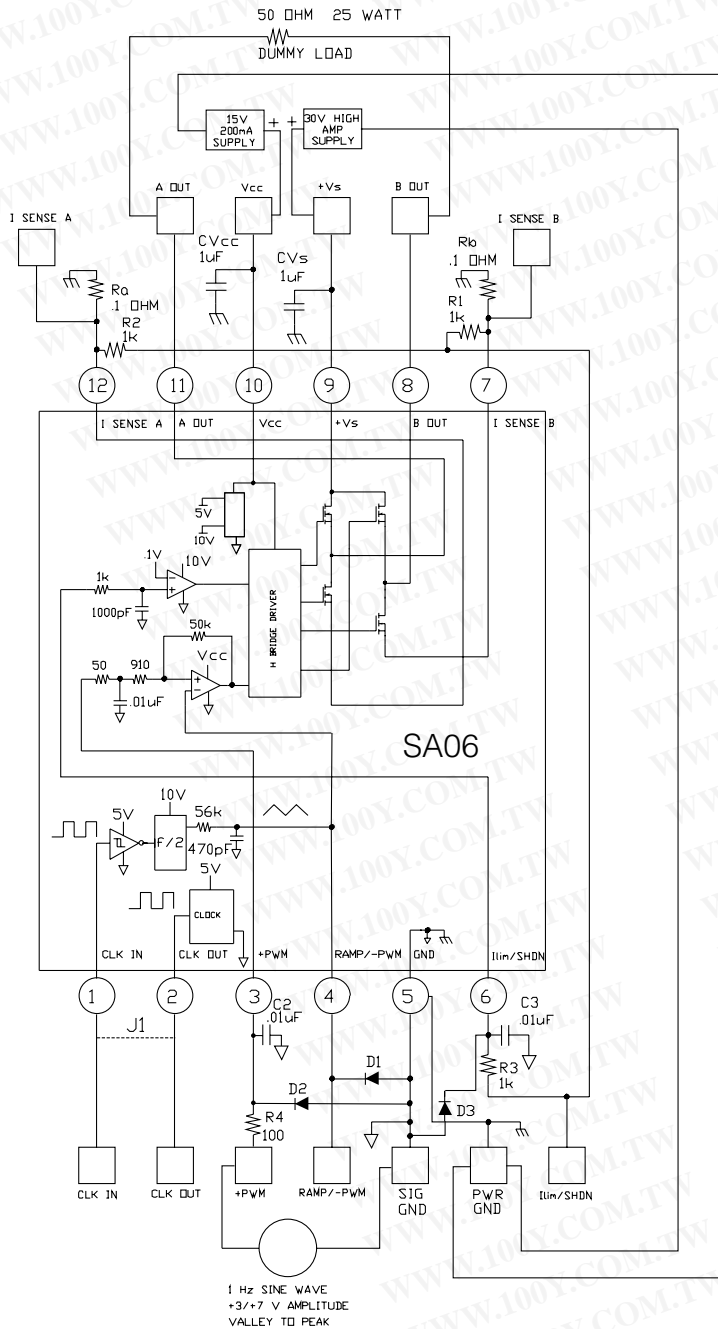 50 OHM 25 WATT
DUMMY LOAD
15V
200mA
SUPPLY
+ +
30V HIGH
AMP
SUPPLY
A OUT
Vcc
+Vs
B OUT
I SENSE A
I SENSE B
CVcc
1uF
CVs
1uF
Ra
.1 OHM
Rb
.1 OHM
R2
1k
R1
1k
12
11
10
9
8
7
I SENSE A
A OUT
Vcc
+Vs
B OUT
I SENSE B
5V
10V
.1V
10V
1k
1000pF
-
+
H BRIDGE DRIVER
50k
Vcc
50
910
.01uF
+
-
SA06
5V
10V
F/2
56k
470pF
5V
CLOCK
CLK IN
CLK OUT
+PWM
RAMP/-PWM
GND
Ilim/SHDN
1
2
3
4
5
6
J1
C2
.01uF
C3
.01uF
D1
D2
D3
R3
1k
R4
100
CLK IN
CLK OUT
+PWM
RAMP/-PWM
SIG
GND
PWR
GND
Ilim/SHDN
1 Hz SINE WAVE
+3/+7 V AMPLITUDE
VALLEY TO PEAK
WWW.100Y.COM.TW